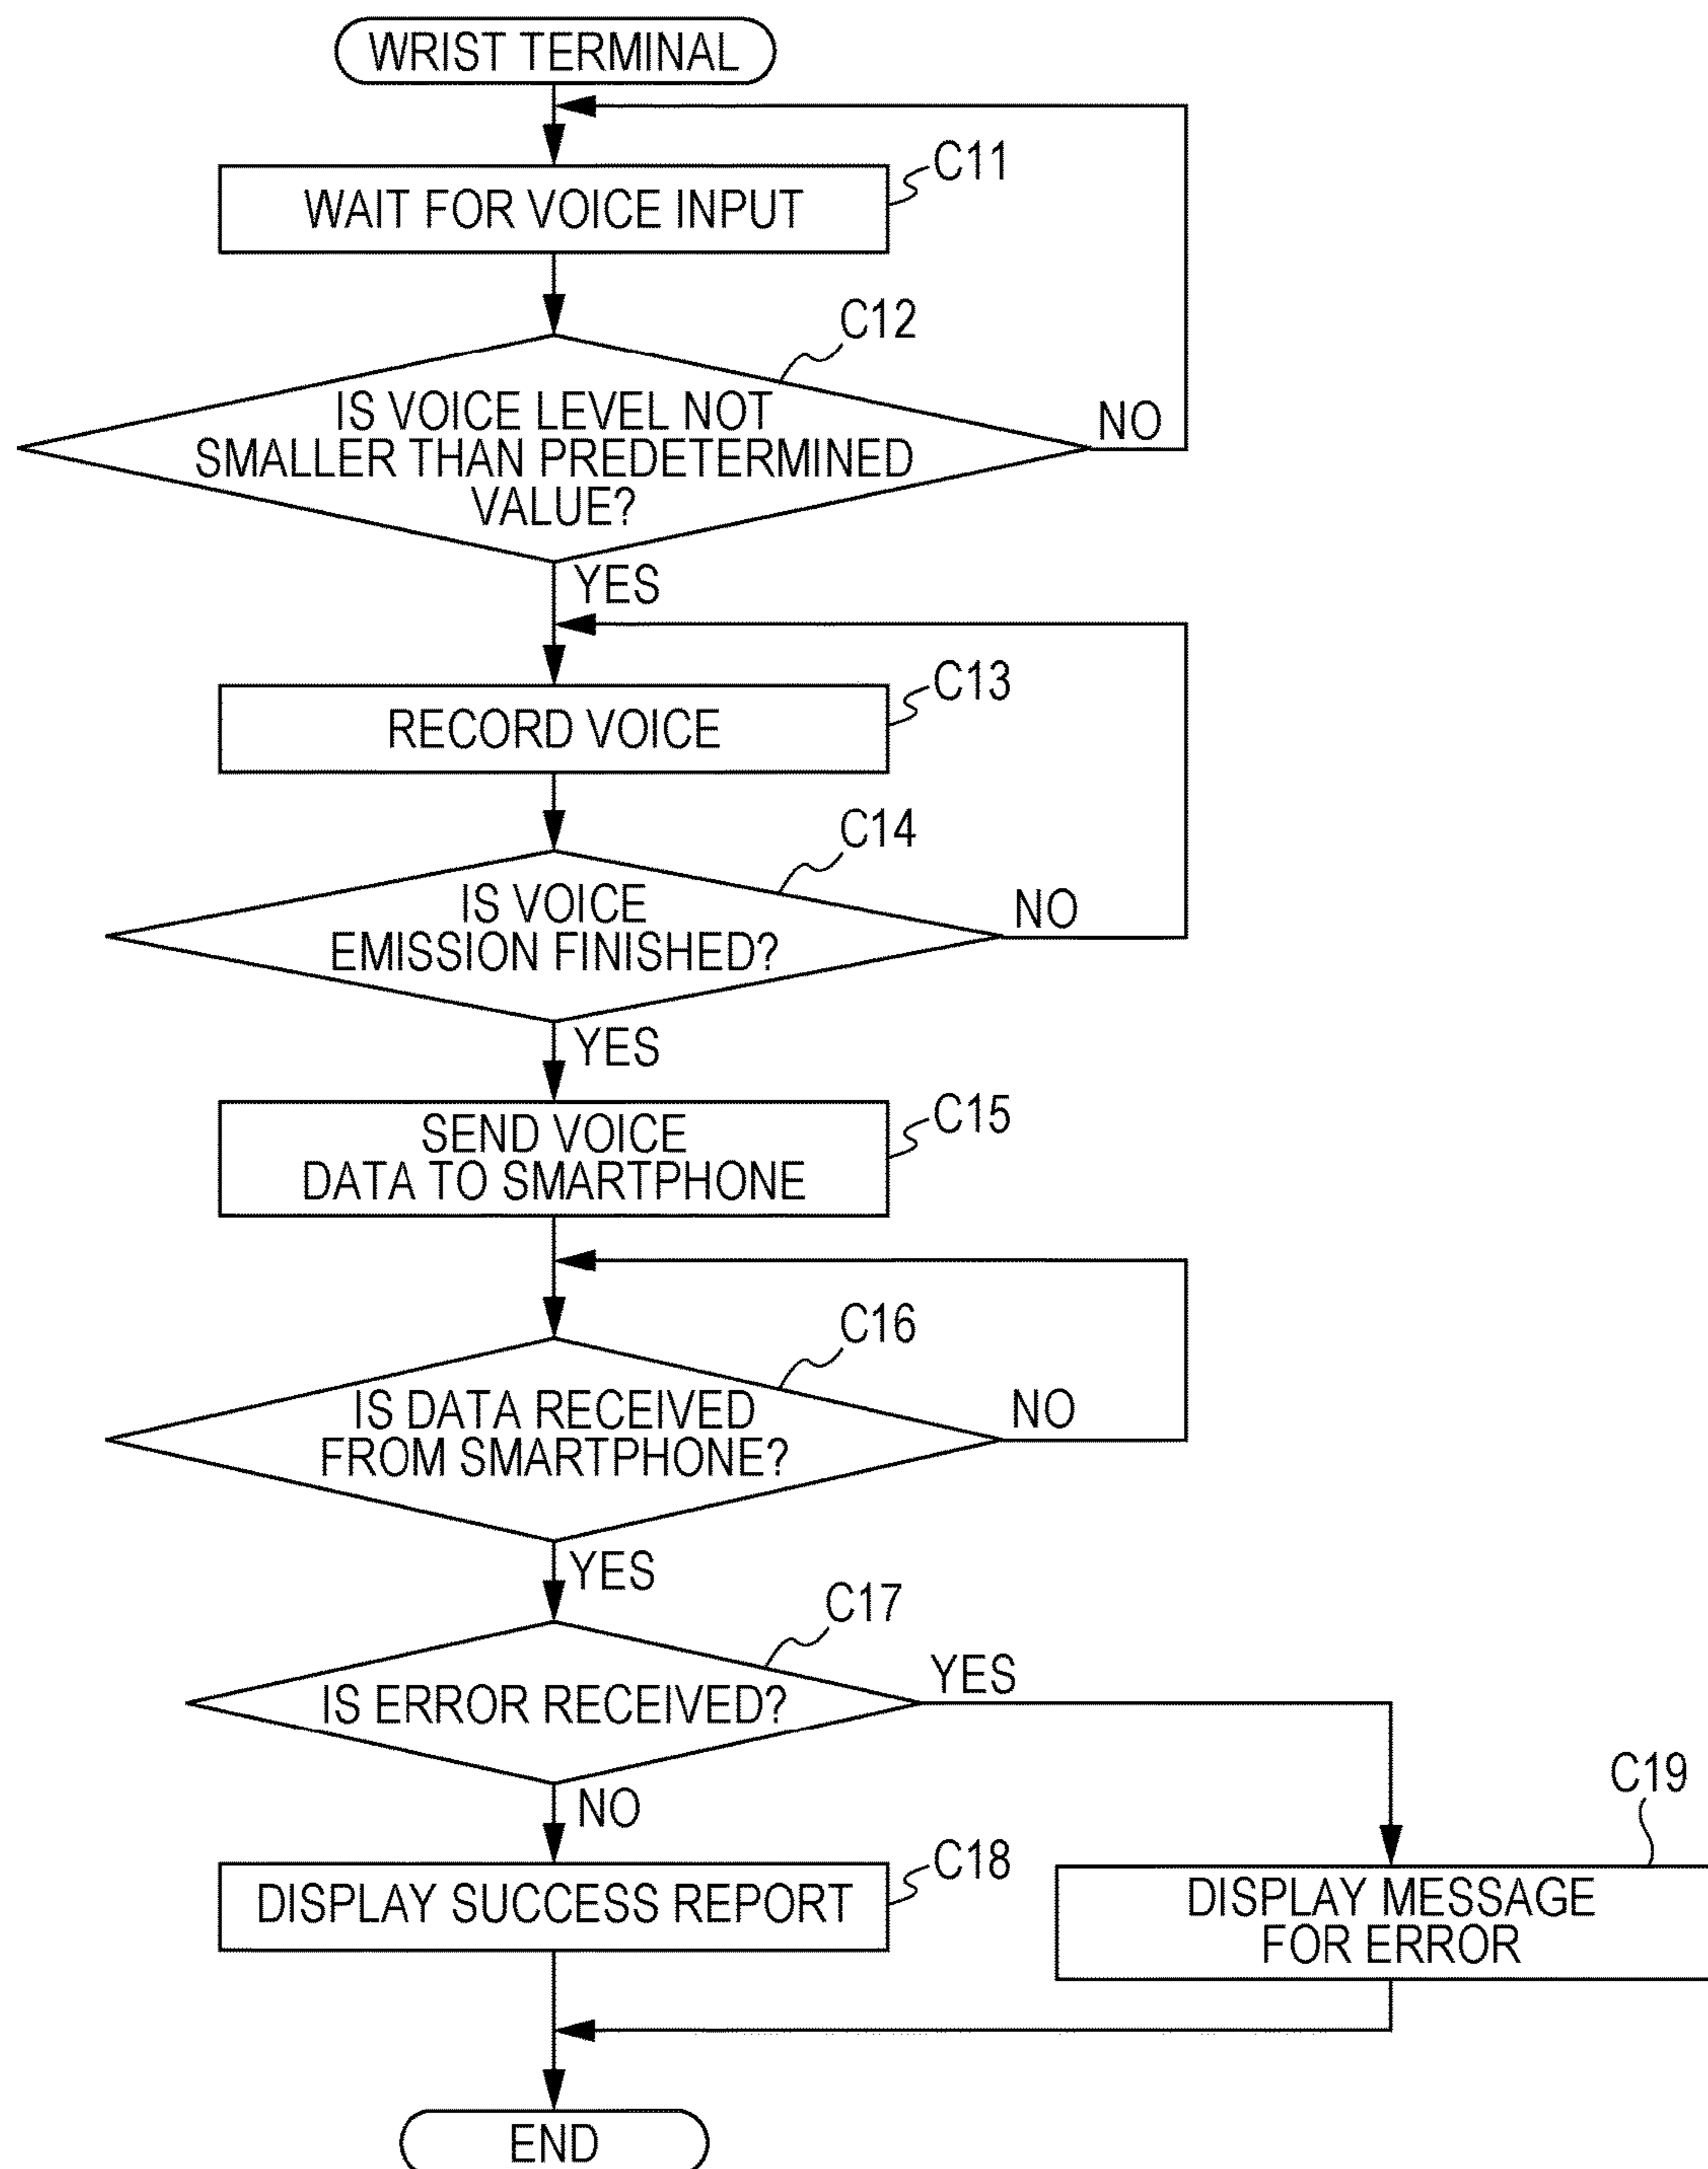 WRIST TERMINAL
C11
WAIT FOR VOICE INPUT
C12
IS VOICE LEVEL NOT
SMALLER THAN PREDETERMINED
VALUE?
NO
YES
C13
RECORD VOICE
C14
IS VOICE
EMISSION FINISHED?
NO
YES
C15
SEND VOICE
DATA TO SMARTPHONE
C16
IS DATA RECEIVED
FROM SMARTPHONE?
NO
YES
C17
IS ERROR RECEIVED?
YES
NO
C18
DISPLAY SUCCESS REPORT
C19
DISPLAY MESSAGE
FOR ERROR
END